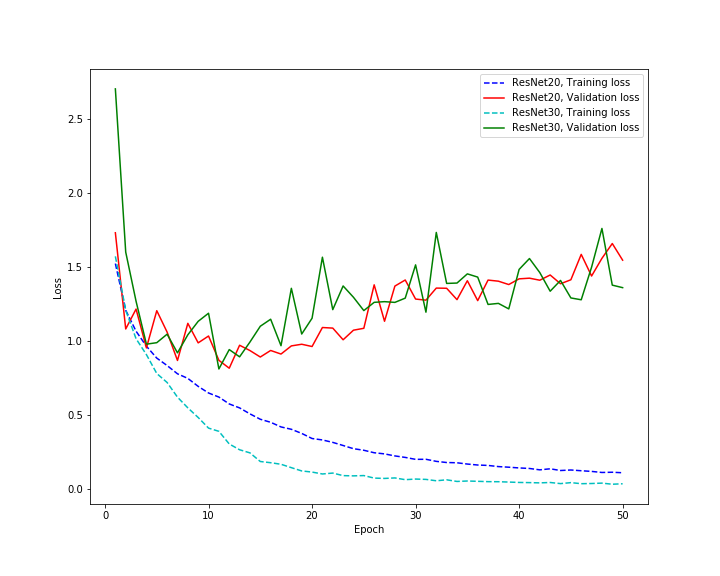 ResNet20, Training loss
ResNet20, Validation loss
ResNet30, Training loss
ResNet30, Validation loss
2.5
2.0
1.5
1.0
0.5
0.0
Loss
0 10 20 30 40 50
Epoch